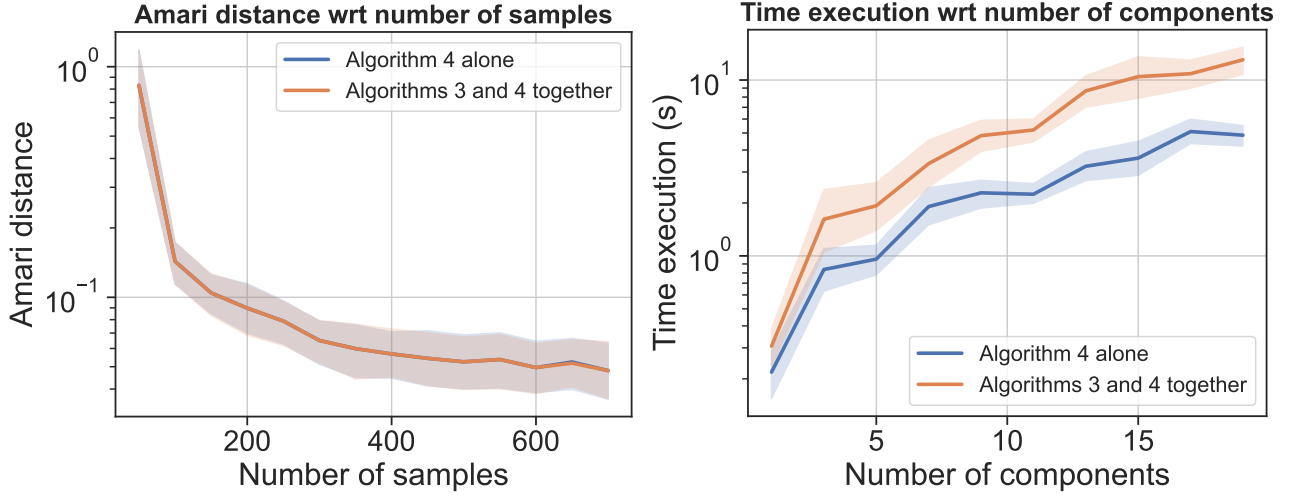 Amari distance wrt number of samples
10^0
10^-1
Amari distance
Algorithm 4 alone
Algorithms 3 and 4 together
200 400 600
Number of samples
Time execution wrt number of components
10^1
10^0
Time execution (s)
Algorithm 4 alone
Algorithms 3 and 4 together
5 10 15
Number of components